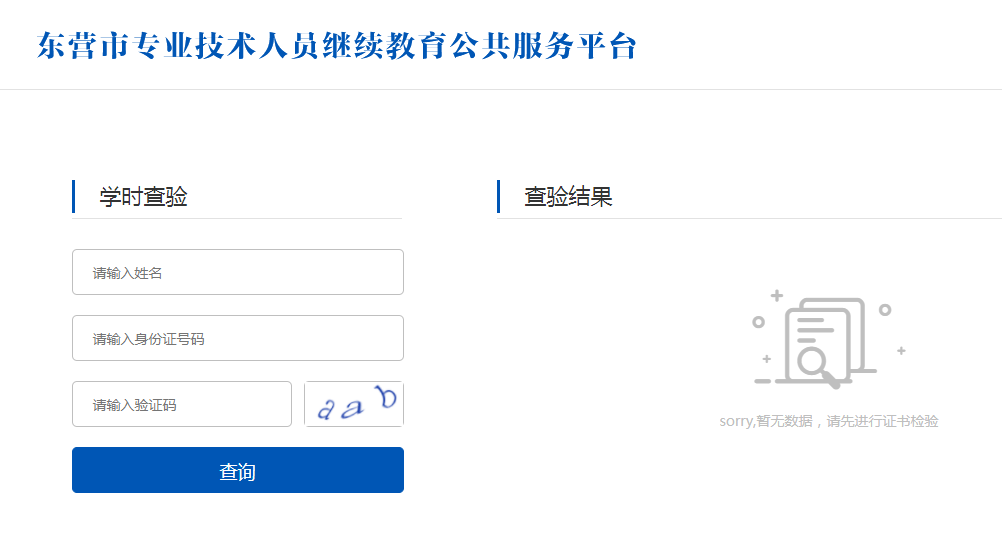 东营市专业技术人员继续教育公共服务平台
学时查验
查验结果
请输入姓名
请输入身份证号码
请输入验证码
aab
查询
sorry,暂无数据，请先进行证书检验